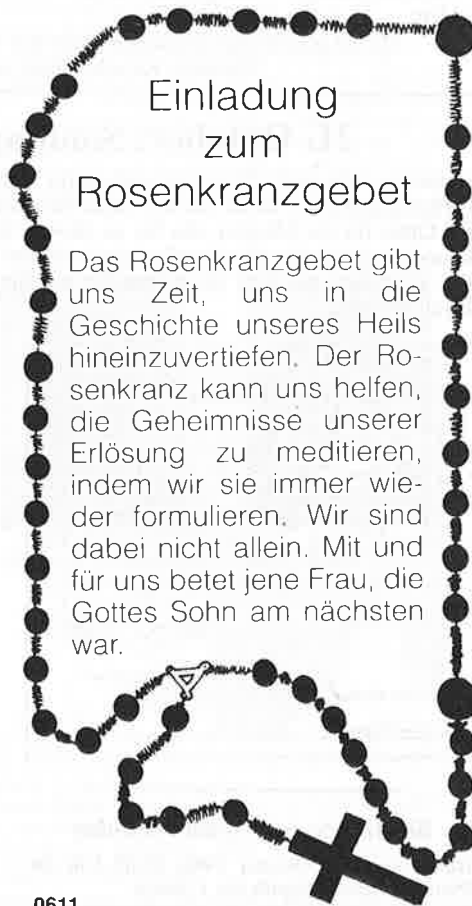 Einladung
zum
Rosenkranzgebet
Das Rosenkranzgebet gibt
uns Zeit, uns in die
Geschichte unseres Heils
hineinzuvertiefen. Der Ro-
senkranz kann uns helfen,
die Geheimnisse unserer
Erlösung zu meditieren,
indem wir sie immer wie-
der formulieren. Wir sind
dabei nicht allein. Mit und
für uns betet jene Frau, die
Gottes Sohn am nächsten
war.
0611